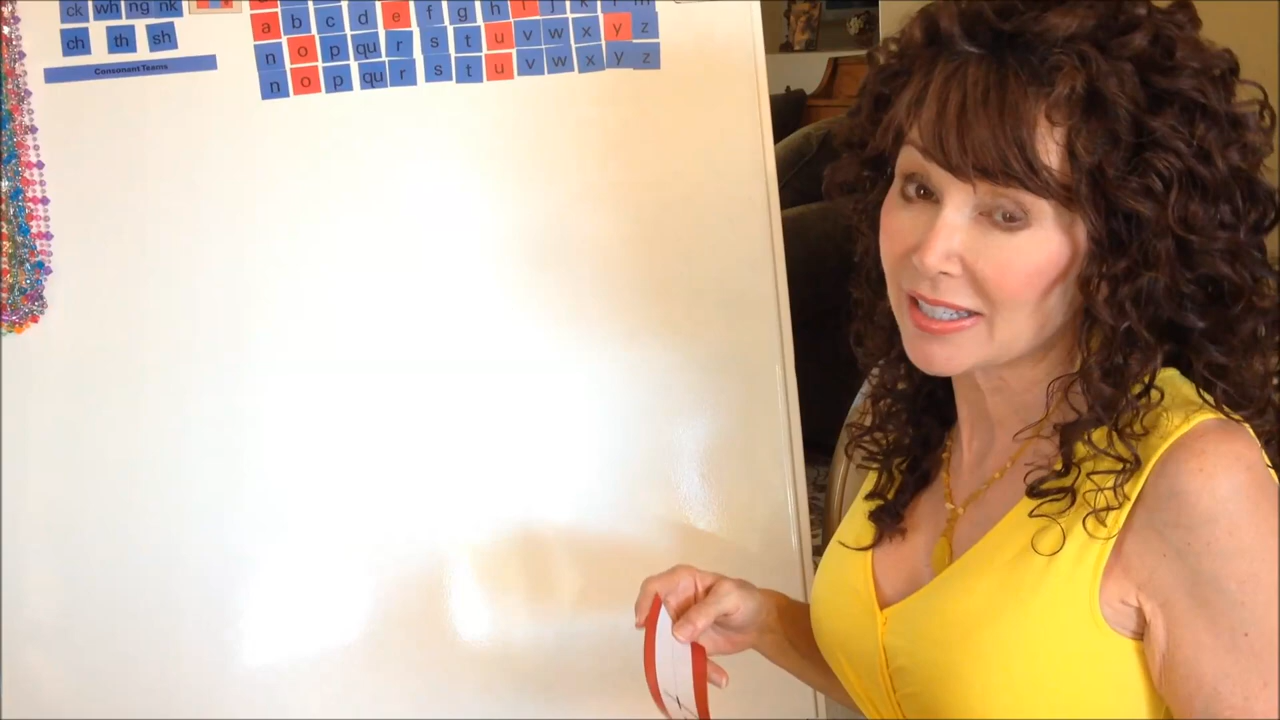 ck wh ng nk
ch th sh
Consonant Teams
a b c d e f g h i j k l m
n o p qu r s t u v w x y z
n o p qu r s t u v w x y z